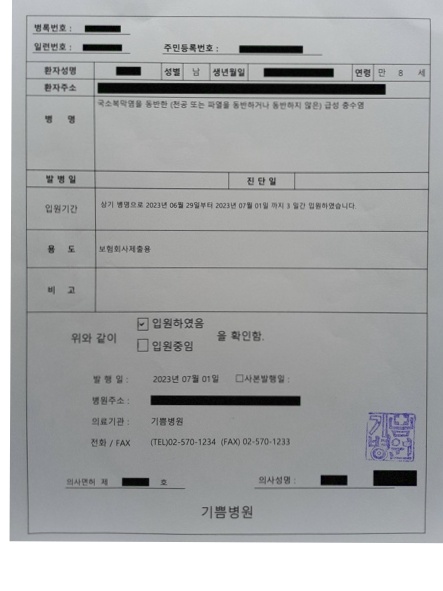 병록번호 :
일련번호 : 주민등록번호 :
환자성명 성별 남 생년월일 연령 만 8 세
환자주소
병 명 국소복막염을 동반한 (천공 또는 파열을 동반하거나 동반하지 않은) 급성 충수염
발 병 일 진 단 일
입원기간 상기 병명으로 2023년 06월 29일부터 2023년 07월 01일 까지 3 일간 입원하였습니다.
용 도 보험회사제출용
비 고
위와 같이 ☑ 입원하였음 을 확인함.
☐ 입원중임
발 행 일 : 2023년 07월 01일 ☐사본발행일 :
병원주소 :
의료기관 : 기쁨병원
전화 / FAX (TEL)02-570-1234 (FAX) 02-570-1233
기쁨병원
의사면허 제 호 의사성명 :
기쁨병원